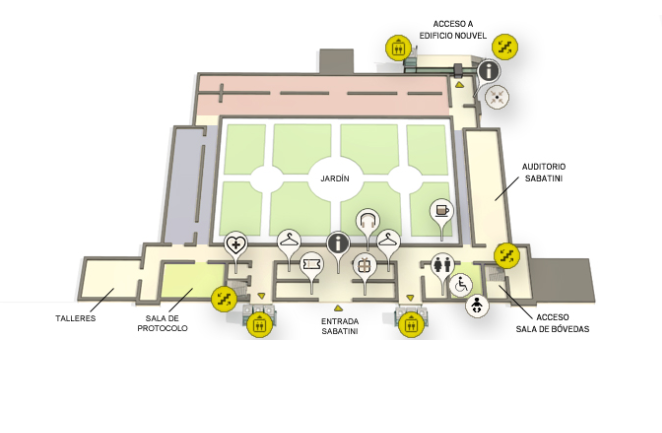 ACCESO A
EDIFICIO NOUVEL
JARDÍN
AUDITORIO
SABATINI
TALLERES
SALA DE
PROTOCOLO
ENTRADA
SABATINI
ACCESO
SALA DE BÓVEDAS